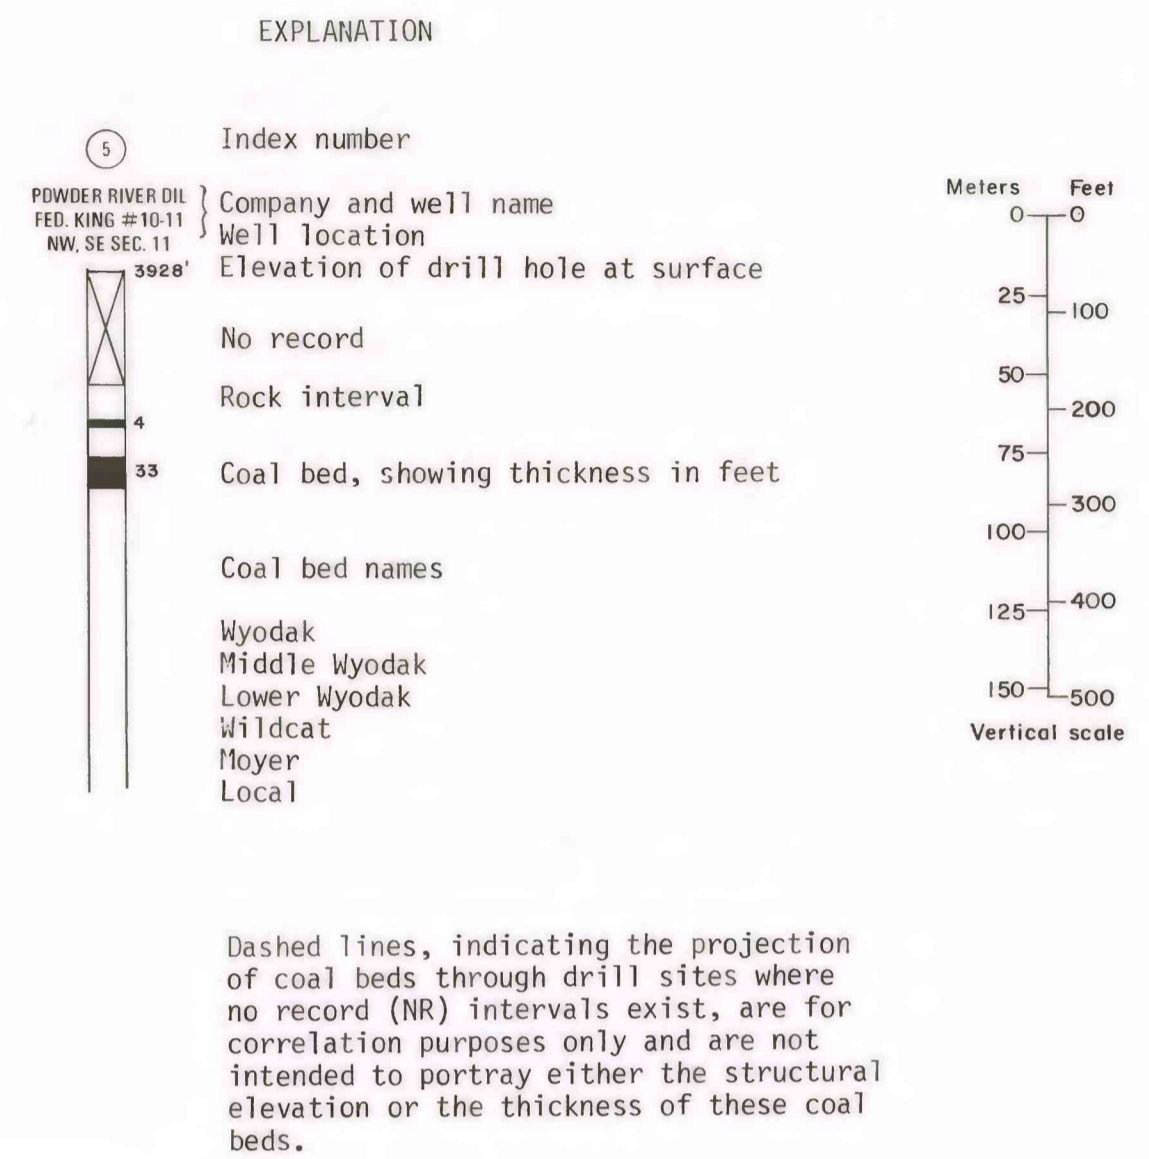 EXPLANATION
5
Index number
POWDER RIVER OIL
FED. KING #10-11
NW, SE SEC. 11
Company and well name
Well location
3928'
Elevation of drill hole at surface
No record
Rock interval
4
33
Coal bed, showing thickness in feet
Coal bed names
Wyodak
Middle Wyodak
Lower Wyodak
Wildcat
Moyer
Local
Meters Feet
0 0
25
100
50
200
75
300
100
400
125
150
500
Vertical scale
Dashed lines, indicating the projection
of coal beds through drill sites where
no record (NR) intervals exist, are for
correlation purposes only and are not
intended to portray either the structural
elevation or the thickness of these coal
beds.